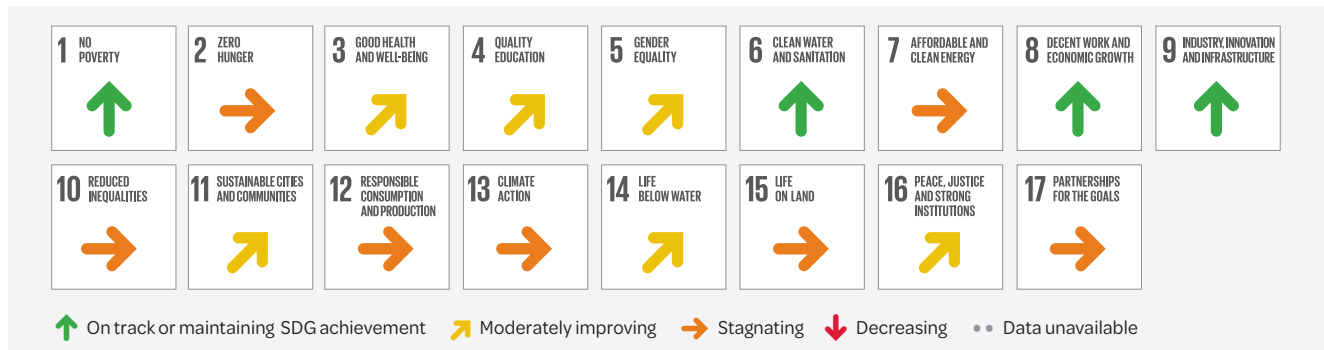 1 NO
POVERTY
2 ZERO
HUNGER
3 GOOD HEALTH
AND WELL-BEING
4 QUALITY
EDUCATION
5 GENDER
EQUALITY
6 CLEAN WATER
AND SANITATION
7 AFFORDABLE AND
CLEAN ENERGY
8 DECENT WORK AND
ECONOMIC GROWTH
9 INDUSTRY, INNOVATION
AND INFRASTRUCTURE
10 REDUCED
INEQUALITIES
11 SUSTAINABLE CITIES
AND COMMUNITIES
12 RESPONSIBLE
CONSUMPTION
AND PRODUCTION
13 CLIMATE
ACTION
14 LIFE
BELOW WATER
15 LIFE
ON LAND
16 PEACE, JUSTICE
AND STRONG
INSTITUTIONS
17 PARTNERSHIPS
FOR THE GOALS
On track or maintaining SDG achievement Moderately improving Stagnating Decreasing Data unavailable